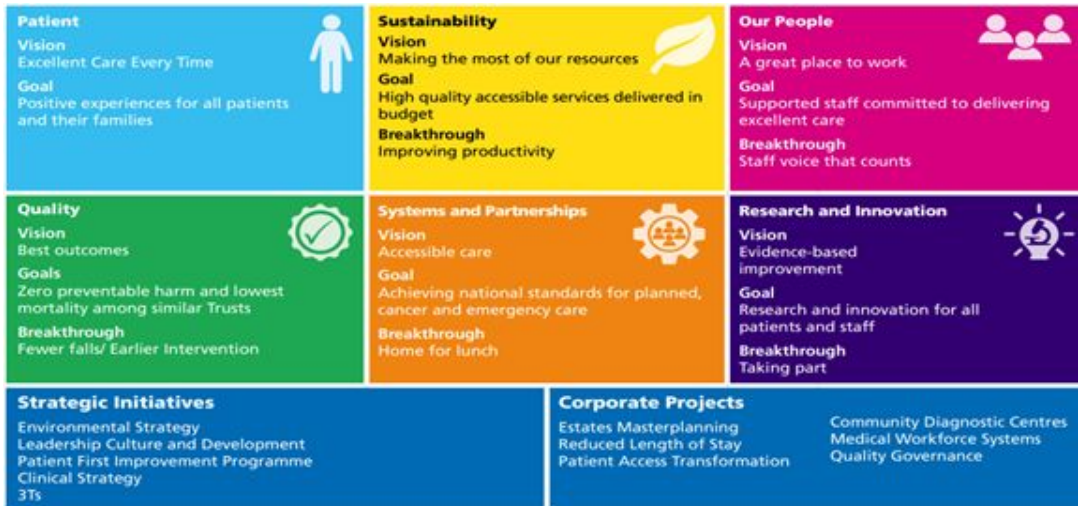 Patient
Vision
Excellent Care Every Time
Goal
Positive experiences for all patients
and their families
Sustainability
Vision
Making the most of our resources
Goal
High quality accessible services delivered in
budget
Breakthrough
Improving productivity
Our People
Vision
A great place to work
Goal
Supported staff committed to delivering
excellent care
Breakthrough
Staff voice that counts
Quality
Vision
Best outcomes
Goals
Zero preventable harm and lowest
mortality among similar Trusts
Breakthrough
Fewer falls/ Earlier Intervention
Systems and Partnerships
Vision
Accessible care
Goal
Achieving national standards for planned,
cancer and emergency care
Breakthrough
Home for lunch
Research and Innovation
Vision
Evidence-based
improvement
Goal
Research and innovation for all
patients and staff
Breakthrough
Taking part
Strategic Initiatives
Environmental Strategy
Leadership Culture and Development
Patient First Improvement Programme
Clinical Strategy
3Ts
Corporate Projects
Estates Masterplanning
Reduced Length of Stay
Patient Access Transformation
Community Diagnostic Centres
Medical Workforce Systems
Quality Governance